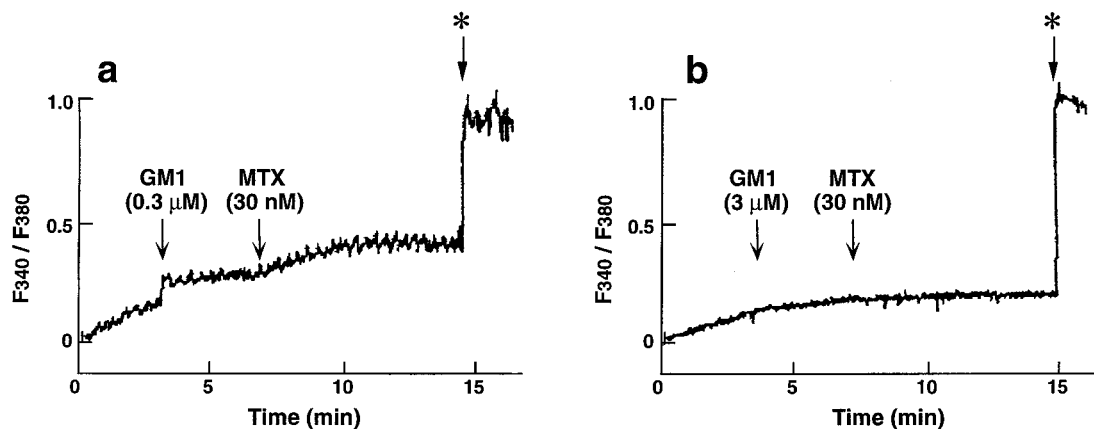 *
a
1.0
GM1
(0.3 µM)
MTX
(30 nM)
0.5
0
F340 / F380
0
5
10
15
Time (min)
*
b
1.0
GM1
(3 µM)
MTX
(30 nM)
0.5
0
F340 / F380
0
5
10
15
Time (min)